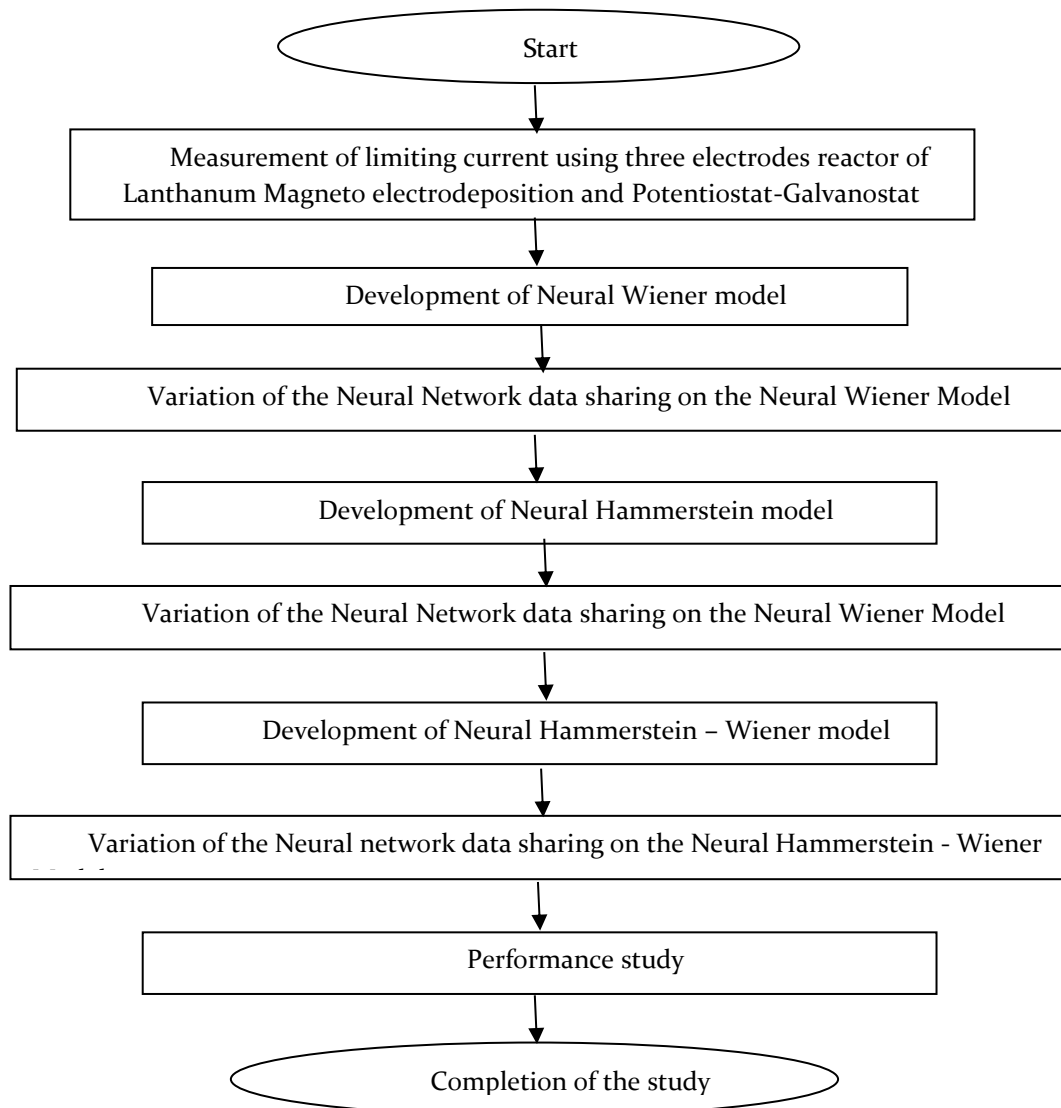 Start
Measurement of limiting current using three electrodes reactor of
Lanthanum Magneto electrodeposition and Potentiostat-Galvanostat
Development of Neural Wiener model
Variation of the Neural Network data sharing on the Neural Wiener Model
Development of Neural Hammerstein model
Variation of the Neural Network data sharing on the Neural Wiener Model
Development of Neural Hammerstein – Wiener model
Variation of the Neural network data sharing on the Neural Hammerstein - Wiener
Performance study
Completion of the study